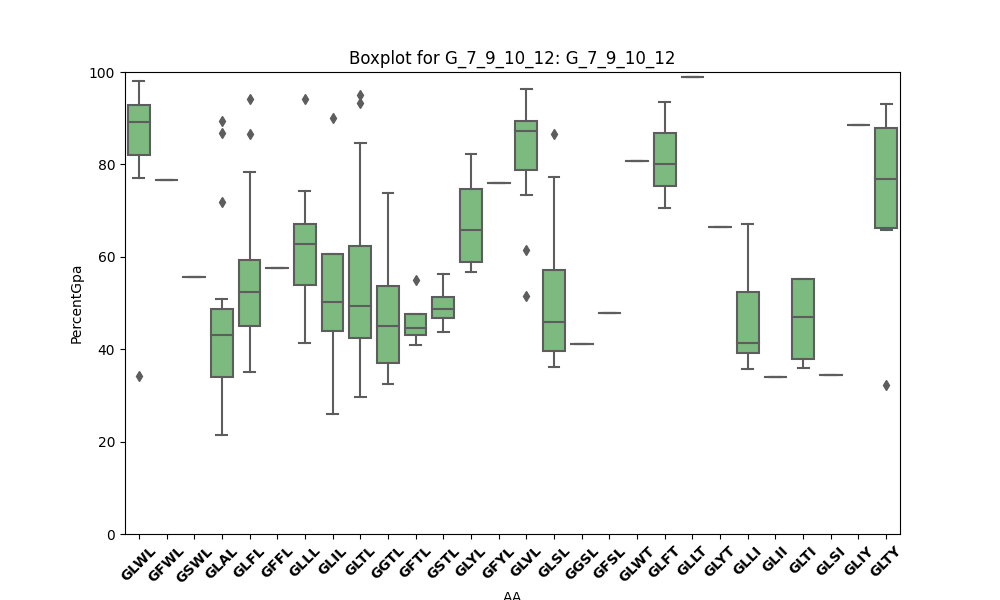 Boxplot for G_7_9_10_12: G_7_9_10_12
100
80
60
40
20
0
PercentGpa
GLWL GFWL GSWL GLAL GLFL GFFL GLLL GLIL GLTL GGTL GFTL GSTL GLYL GFYL GLVL GLSL GGSL GFSL GLWT GLFT GLLT GLYT GLLI GLII GLTI GLSI GLIY GLTY
AA